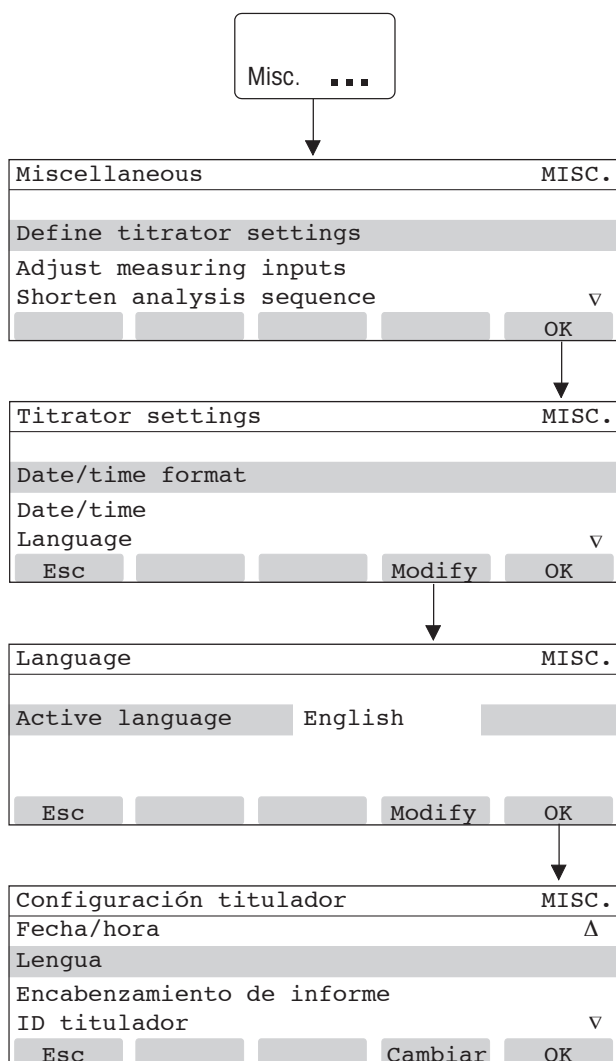 Misc. ...
Miscellaneous MISC.
Define titrator settings
Adjust measuring inputs
Shorten analysis sequence ∇
OK
Titrator settings MISC.
Date/time format
Date/time
Language ∇
Esc Modify OK
Language MISC.
Active language English
Esc Modify OK
Configuración titulador MISC.
Fecha/hora Δ
Lengua
Encabenzamiento de informe
ID titulador ∇
Esc Cambiar OK